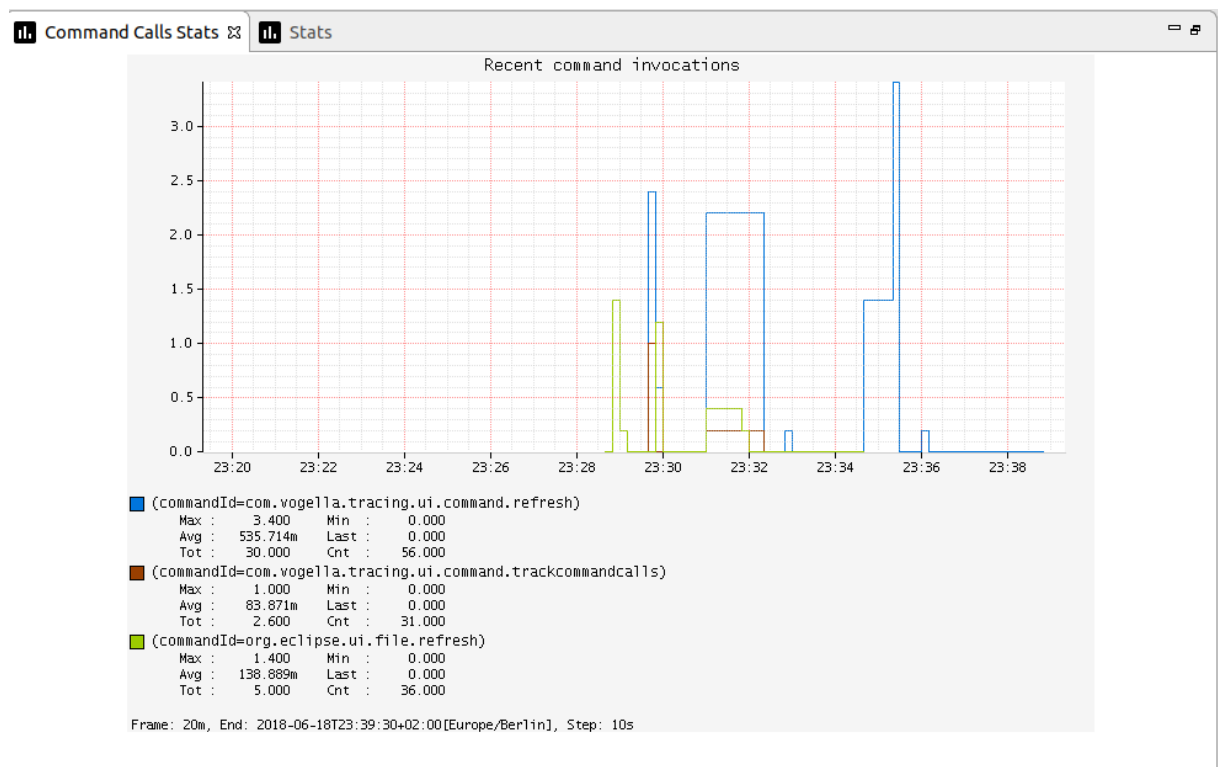 Command Calls Stats Stats
Recent command invocations
3.0
2.5
2.0
1.5
1.0
0.5
0.0
23:20 23:22 23:24 23:26 23:28 23:30 23:32 23:34 23:36 23:38
(commandId=com.vogella.tracing.ui.command.refresh)
Max : 3.400 Min : 0.000
Avg : 535.714m Last : 0.000
Tot : 30.000 Cnt : 56.000
(commandId=com.vogella.tracing.ui.command.trackcommandcalls)
Max : 1.000 Min : 0.000
Avg : 83.871m Last : 0.000
Tot : 2.600 Cnt : 31.000
(commandId=org.eclipse.ui.file.refresh)
Max : 1.400 Min : 0.000
Avg : 138.889m Last : 0.000
Tot : 5.000 Cnt : 36.000
Frame: 20m, End: 2018-06-18T23:39:30+02:00[Europe/Berlin], Step: 10s